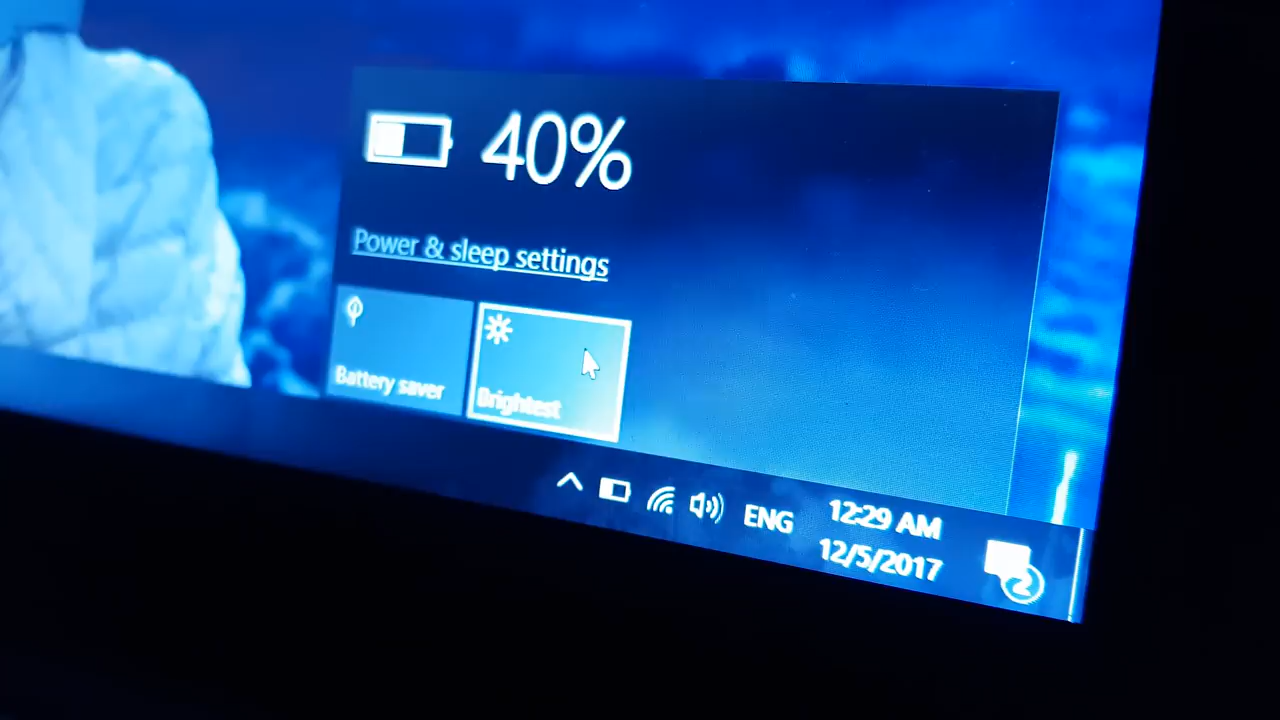 40%
Power & sleep settings
Battery saver
Brightest
ENG
12:29 AM
12/5/2017
2